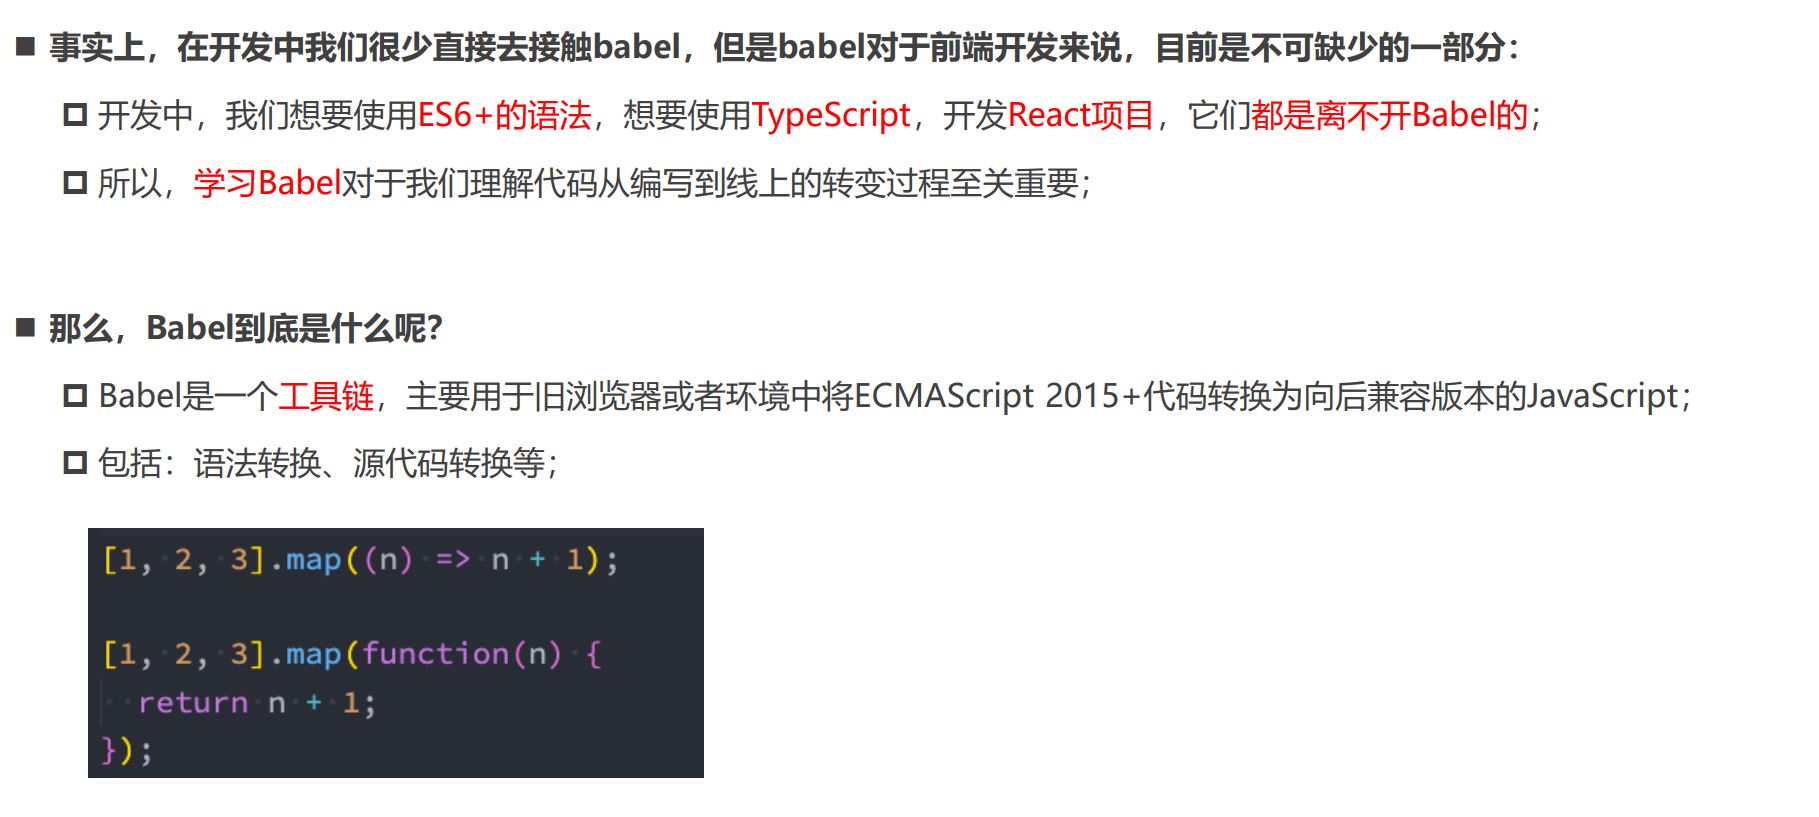 事实上，在开发中我们很少直接去接触babel，但是babel对于前端开发来说，目前是不可缺少的一部分：
开发中，我们想要使用ES6+的语法，想要使用TypeScript，开发React项目，它们都是离不开Babel的；
所以，学习Babel对于我们理解代码从编写到线上的转变过程至关重要；
那么，Babel到底是什么呢？
Babel是一个工具链，主要用于旧浏览器或者环境中将ECMAScript 2015+代码转换为向后兼容版本的JavaScript；
包括：语法转换、源代码转换等；
[1, 2, 3].map((n) => n + 1);
[1, 2, 3].map(function(n) {
  return n + 1;
});